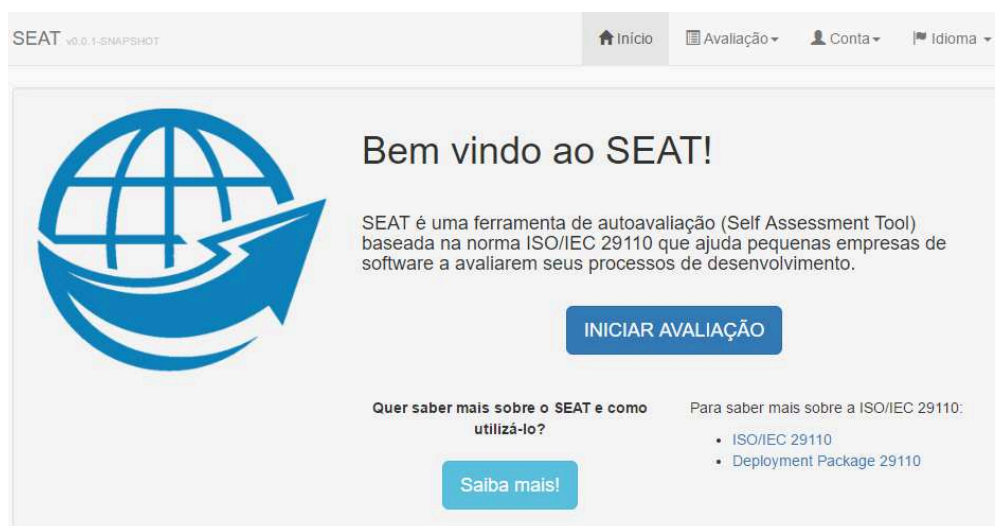 SEAT v0.0.1-SNAPSHOT
Início
Avaliação
Conta
Idioma
Bem vindo ao SEAT!
SEAT é uma ferramenta de autoavaliação (Self Assessment Tool)
baseada na norma ISO/IEC 29110 que ajuda pequenas empresas de
software a avaliarem seus processos de desenvolvimento.
INICIAR AVALIAÇÃO
Quer saber mais sobre o SEAT e como
utilizá-lo?
Saiba mais!
Para saber mais sobre a ISO/IEC 29110:
ISO/IEC 29110
Deployment Package 29110